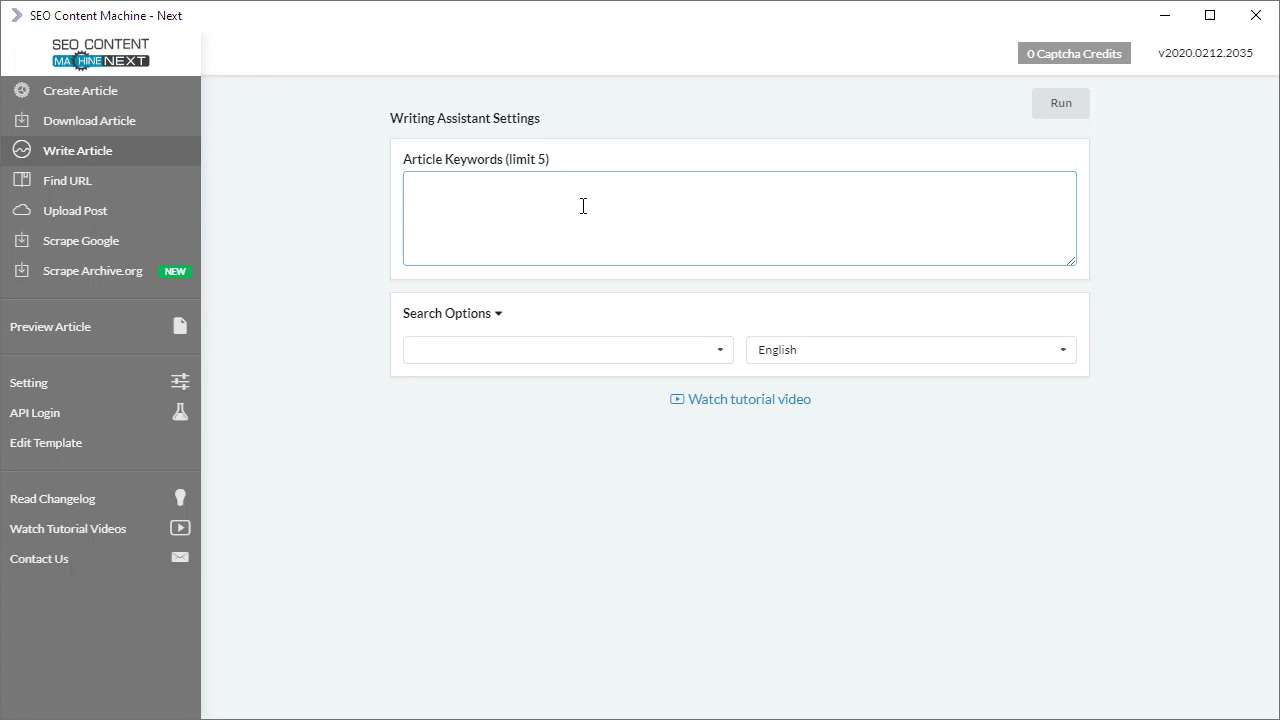 SEO Content Machine - Next
SEO CONTENT
MACHINE NEXT
0 Captcha Credits
v2020.0212.2035
Create Article
Download Article
Write Article
Find URL
Upload Post
Scrape Google
Scrape Archive.org NEW
Preview Article
Setting
API Login
Edit Template
Read Changelog
Watch Tutorial Videos
Contact Us
Run
Writing Assistant Settings
Article Keywords (limit 5)
Search Options
English
Watch tutorial video